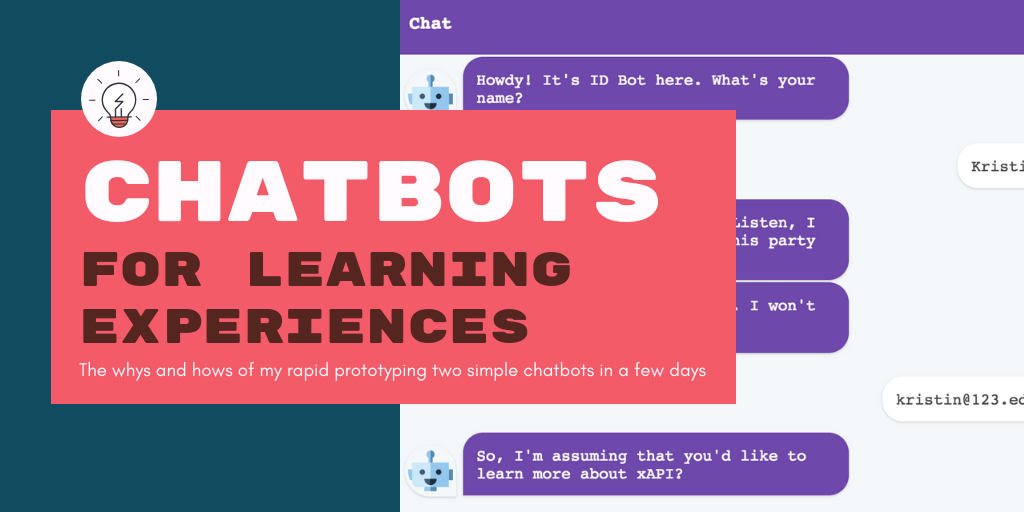 Chat
Howdy! It's ID Bot here. What's your
name?
CHATBOTS
FOR LEARNING
EXPERIENCES
The whys and hows of my rapid prototyping two simple chatbots in a few days
Kristi
Listen, I
his party
. I won't
kristin@123.ed
So, I'm assuming that you'd like to
learn more about xAPI?